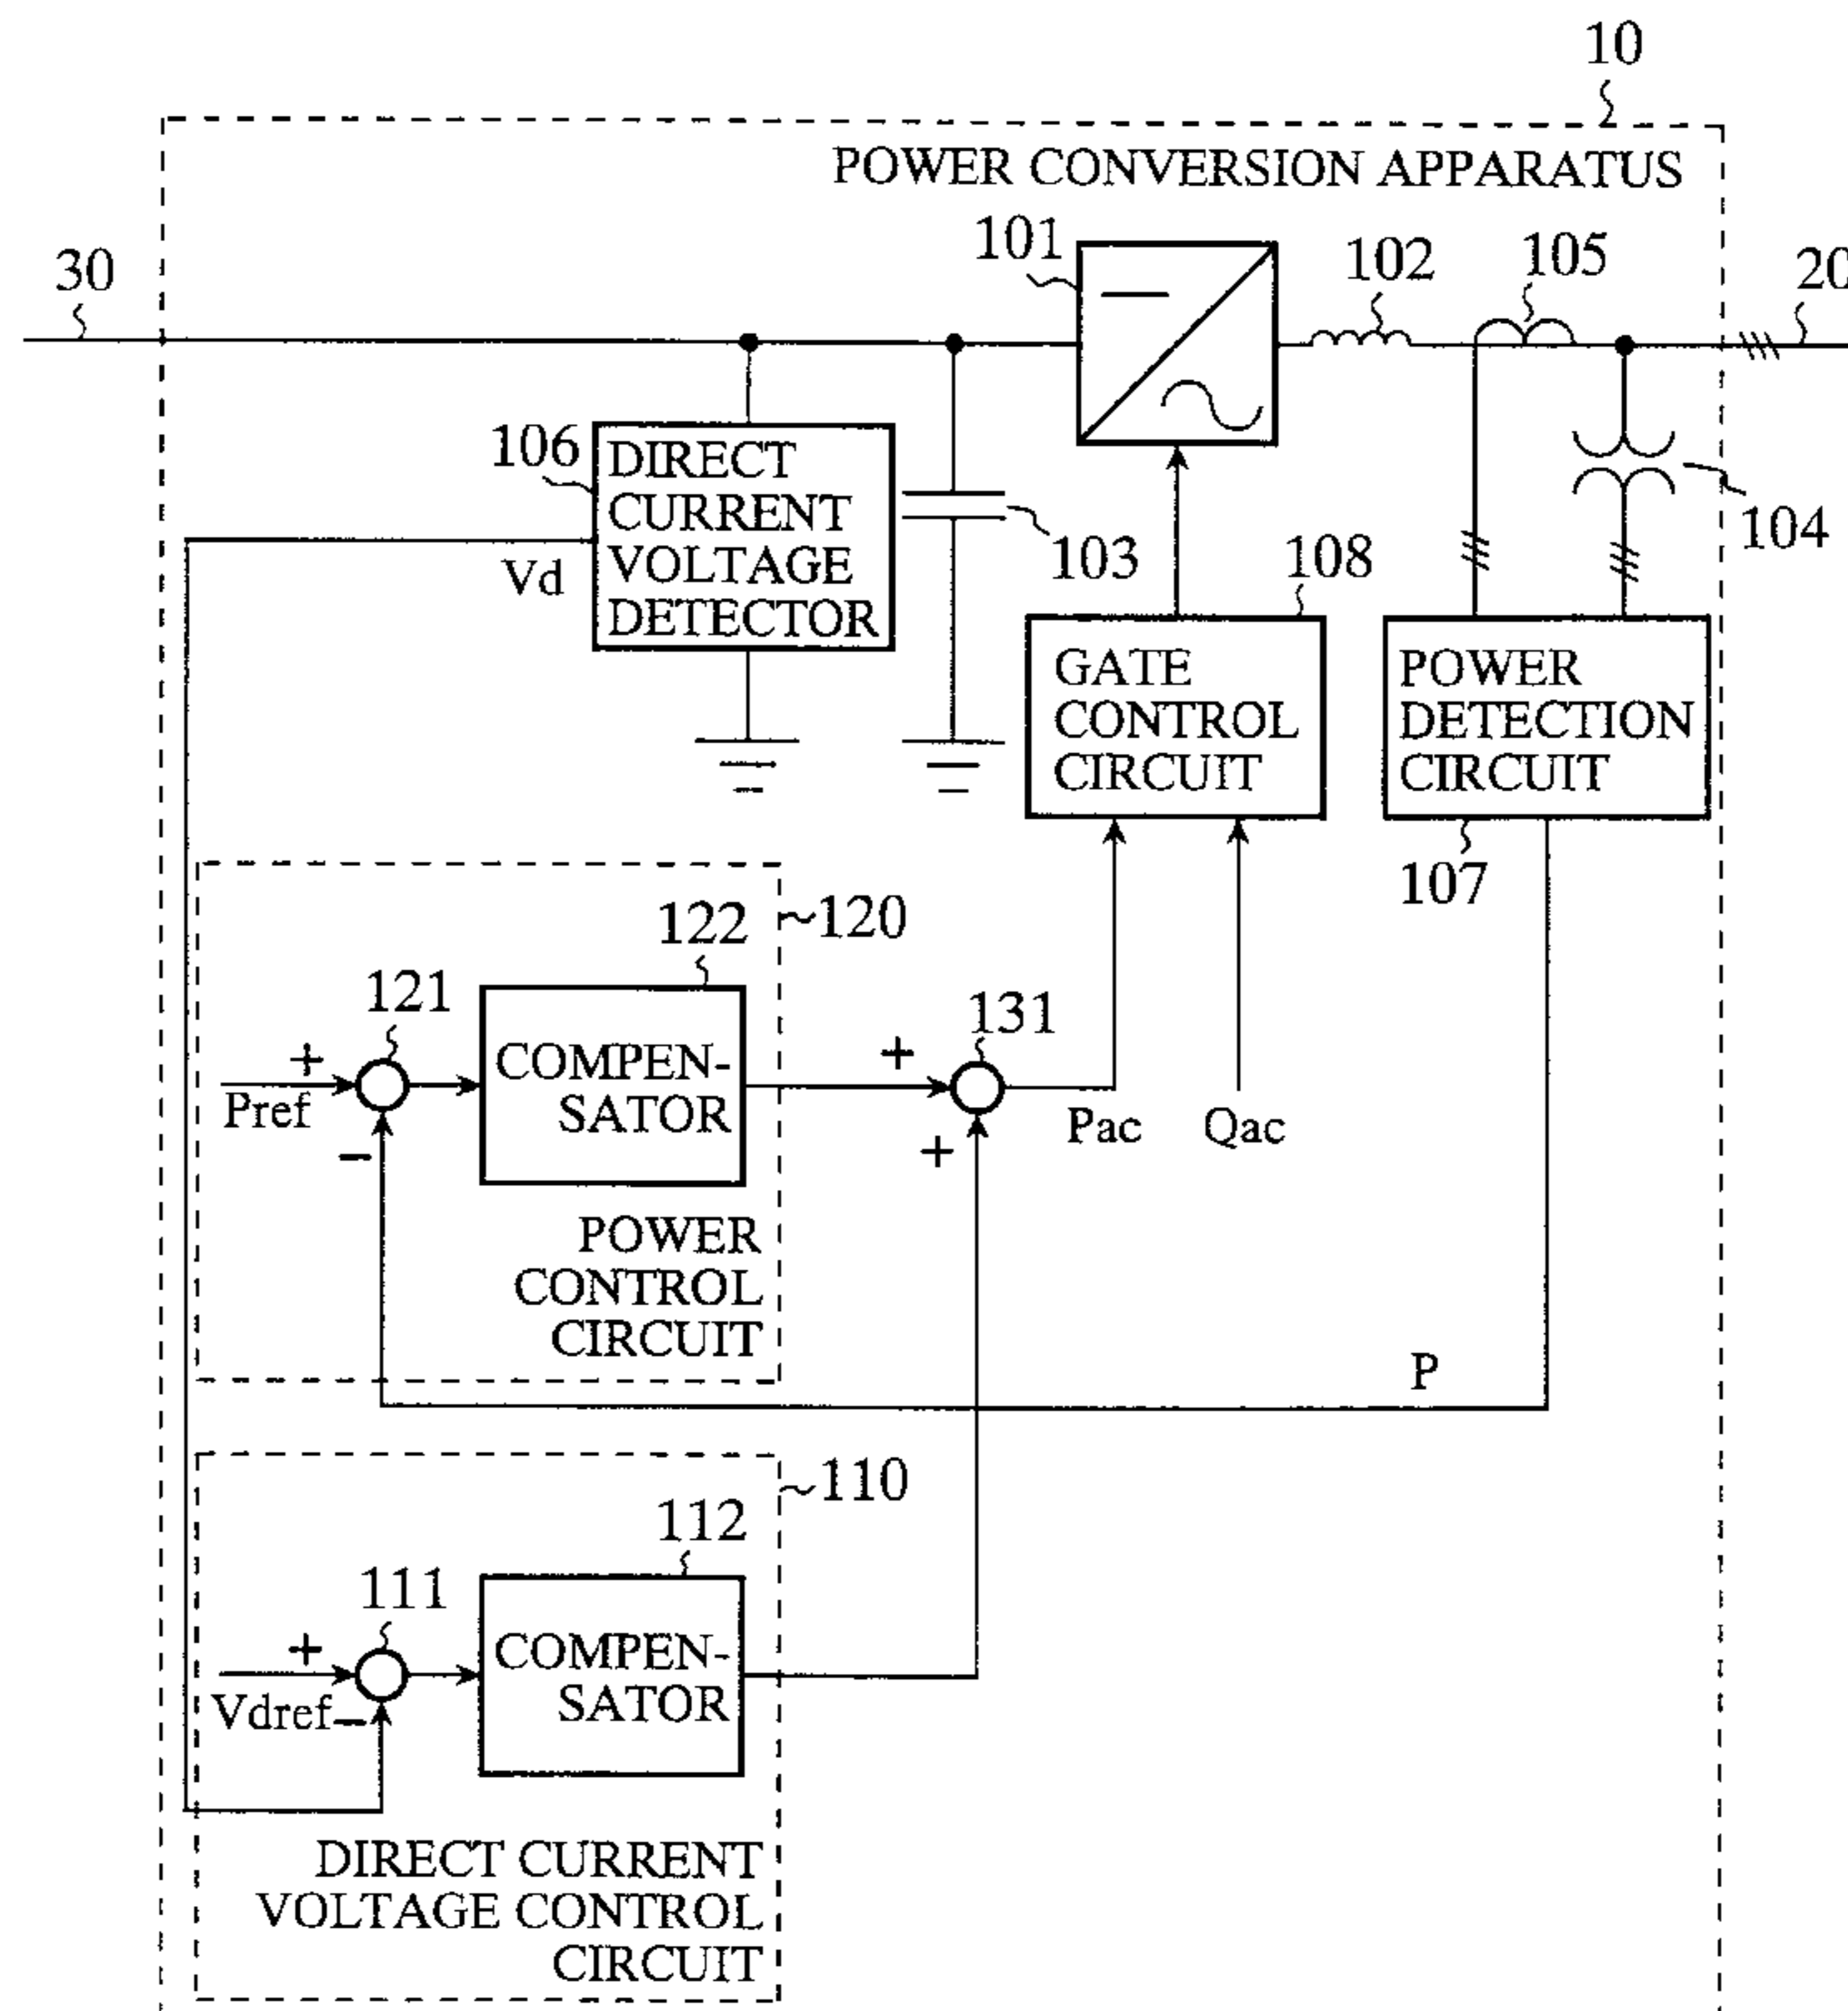 10
POWER CONVERSION APPARATUS
30
101
102
105
20
106
DIRECT
CURRENT
VOLTAGE
DETECTOR
Vd
103
104
108
GATE
CONTROL
CIRCUIT
POWER
DETECTION
CIRCUIT
107
120
122
121
131
+
Pref
−
COMPEN-
SATOR
+
+
Pac
Qac
POWER
CONTROL
CIRCUIT
P
110
112
111
+
Vdref
−
COMPEN-
SATOR
DIRECT CURRENT
VOLTAGE CONTROL
CIRCUIT